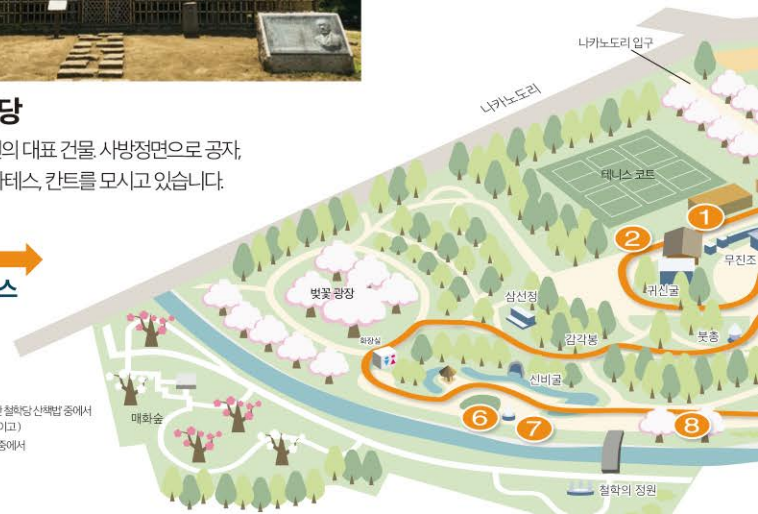 당
의 대표 건물. 사방정면으로 공자,
테스, 칸트를 모시고 있습니다.
스
철학당 산책법' 중에서
이고)
중에서
나카노도리 입구
나카노도리
테니스 코트
1
2
무진조
귀신굴
벚꽃 광장
삼선정
감각봉
붓총
화장실
선비굴
매화숲
6
7
8
철학의 정원